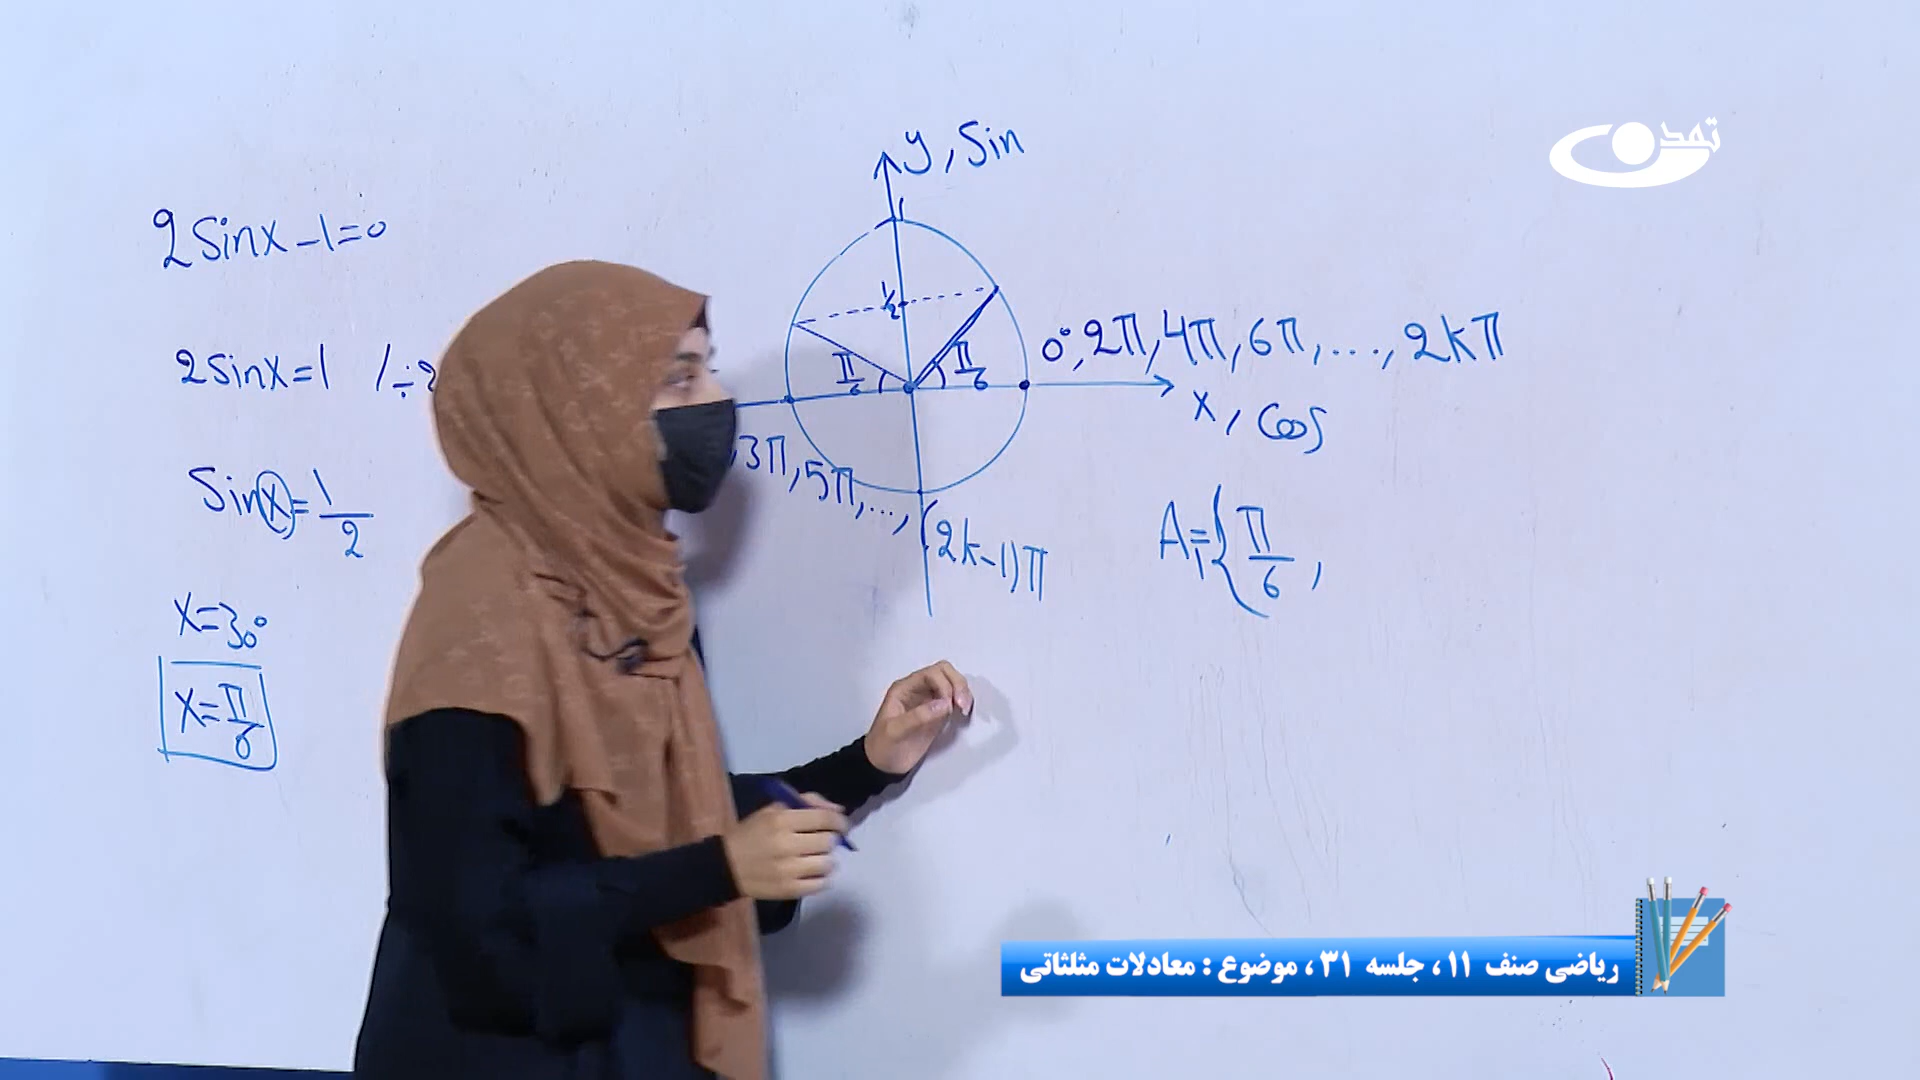 2 Sin x - 1 = 0
2 sin x = 1 / ÷ 2
Sin x = 1/2
x = 30°
x = π/6
y, Sin
1
1/2
π/6
π/6
0°, 2π, 4π, 6π, ..., 2kπ
x, Cos
, 3π, 5π, ..., (2k-1)π
A₁ = { π/6 ,
تمدن
ریاضی صنف ۱۱، جلسه ۳۱، موضوع : معادلات مثلثاتی